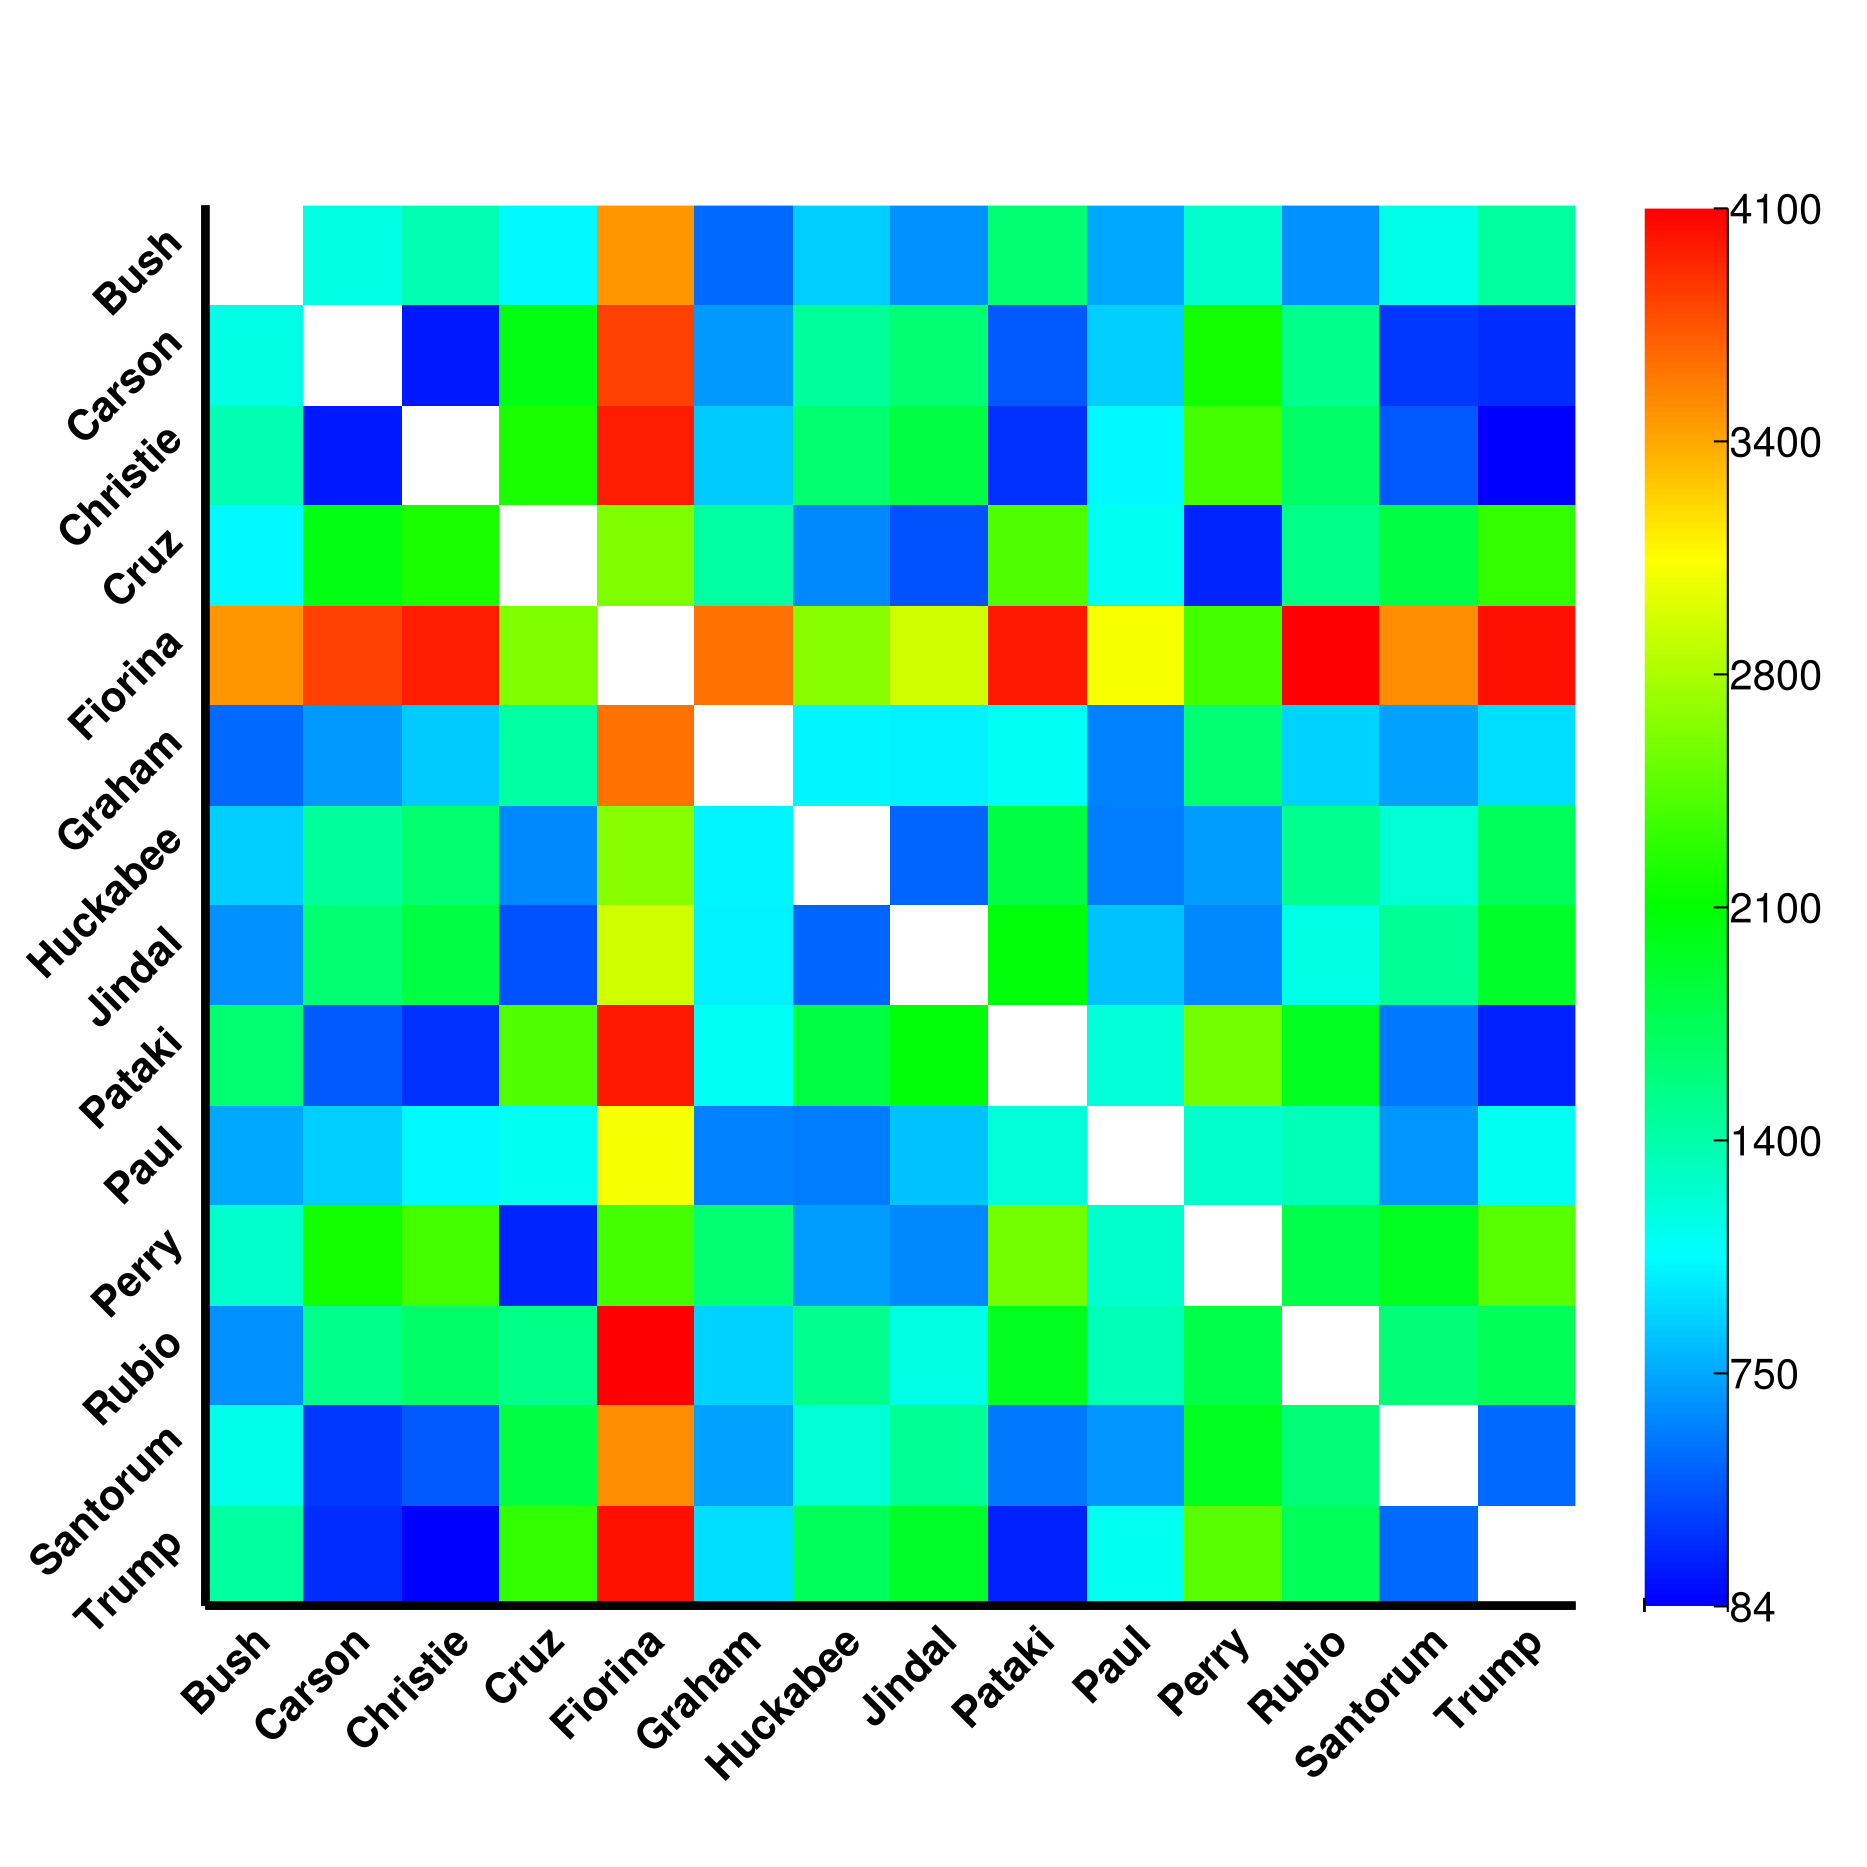 Bush
Carson
Christie
Cruz
Fiorina
Graham
Huckabee
Jindal
Pataki
Paul
Perry
Rubio
Santorum
Trump
Bush
Carson
Christie
Cruz
Fiorina
Graham
Huckabee
Jindal
Pataki
Paul
Perry
Rubio
Santorum
Trump
4100
3400
2800
2100
1400
750
84